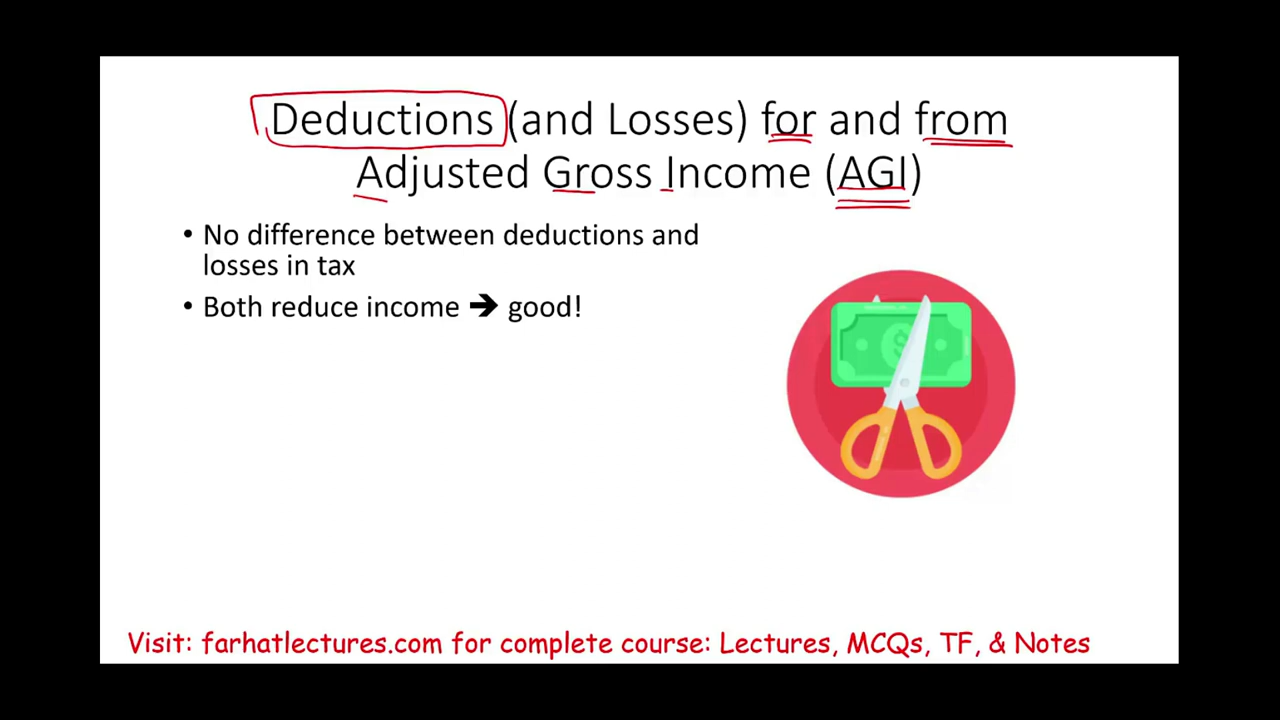 Deductions (and Losses) for and from
Adjusted Gross Income (AGI)
• No difference between deductions and
losses in tax
• Both reduce income ➔ good!
$
Visit: farhatlectures.com for complete course: Lectures, MCQs, TF, & Notes